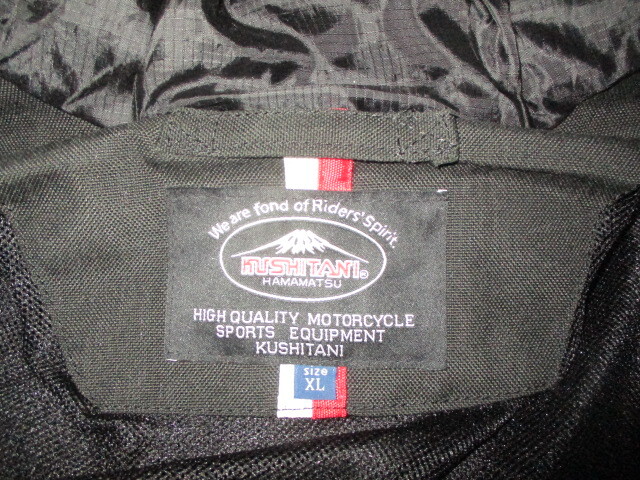 We are fond of Riders' Spirit.
KUSHITANI®
HAMAMATSU
HIGH QUALITY MOTORCYCLE
SPORTS EQUIPMENT
KUSHITANI
size
XL